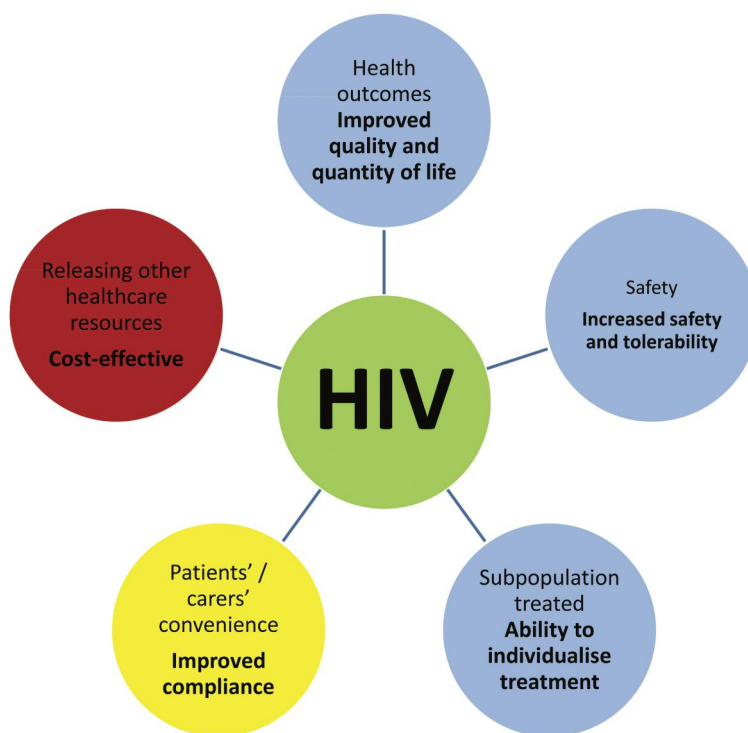 Health
outcomes
Improved
quality and
quantity of life
Releasing other
healthcare
resources
Cost-effective
Safety
Increased safety
and tolerability
HIV
Patients’ /
carers’
convenience
Improved
compliance
Subpopulation
treated
Ability to
individualise
treatment